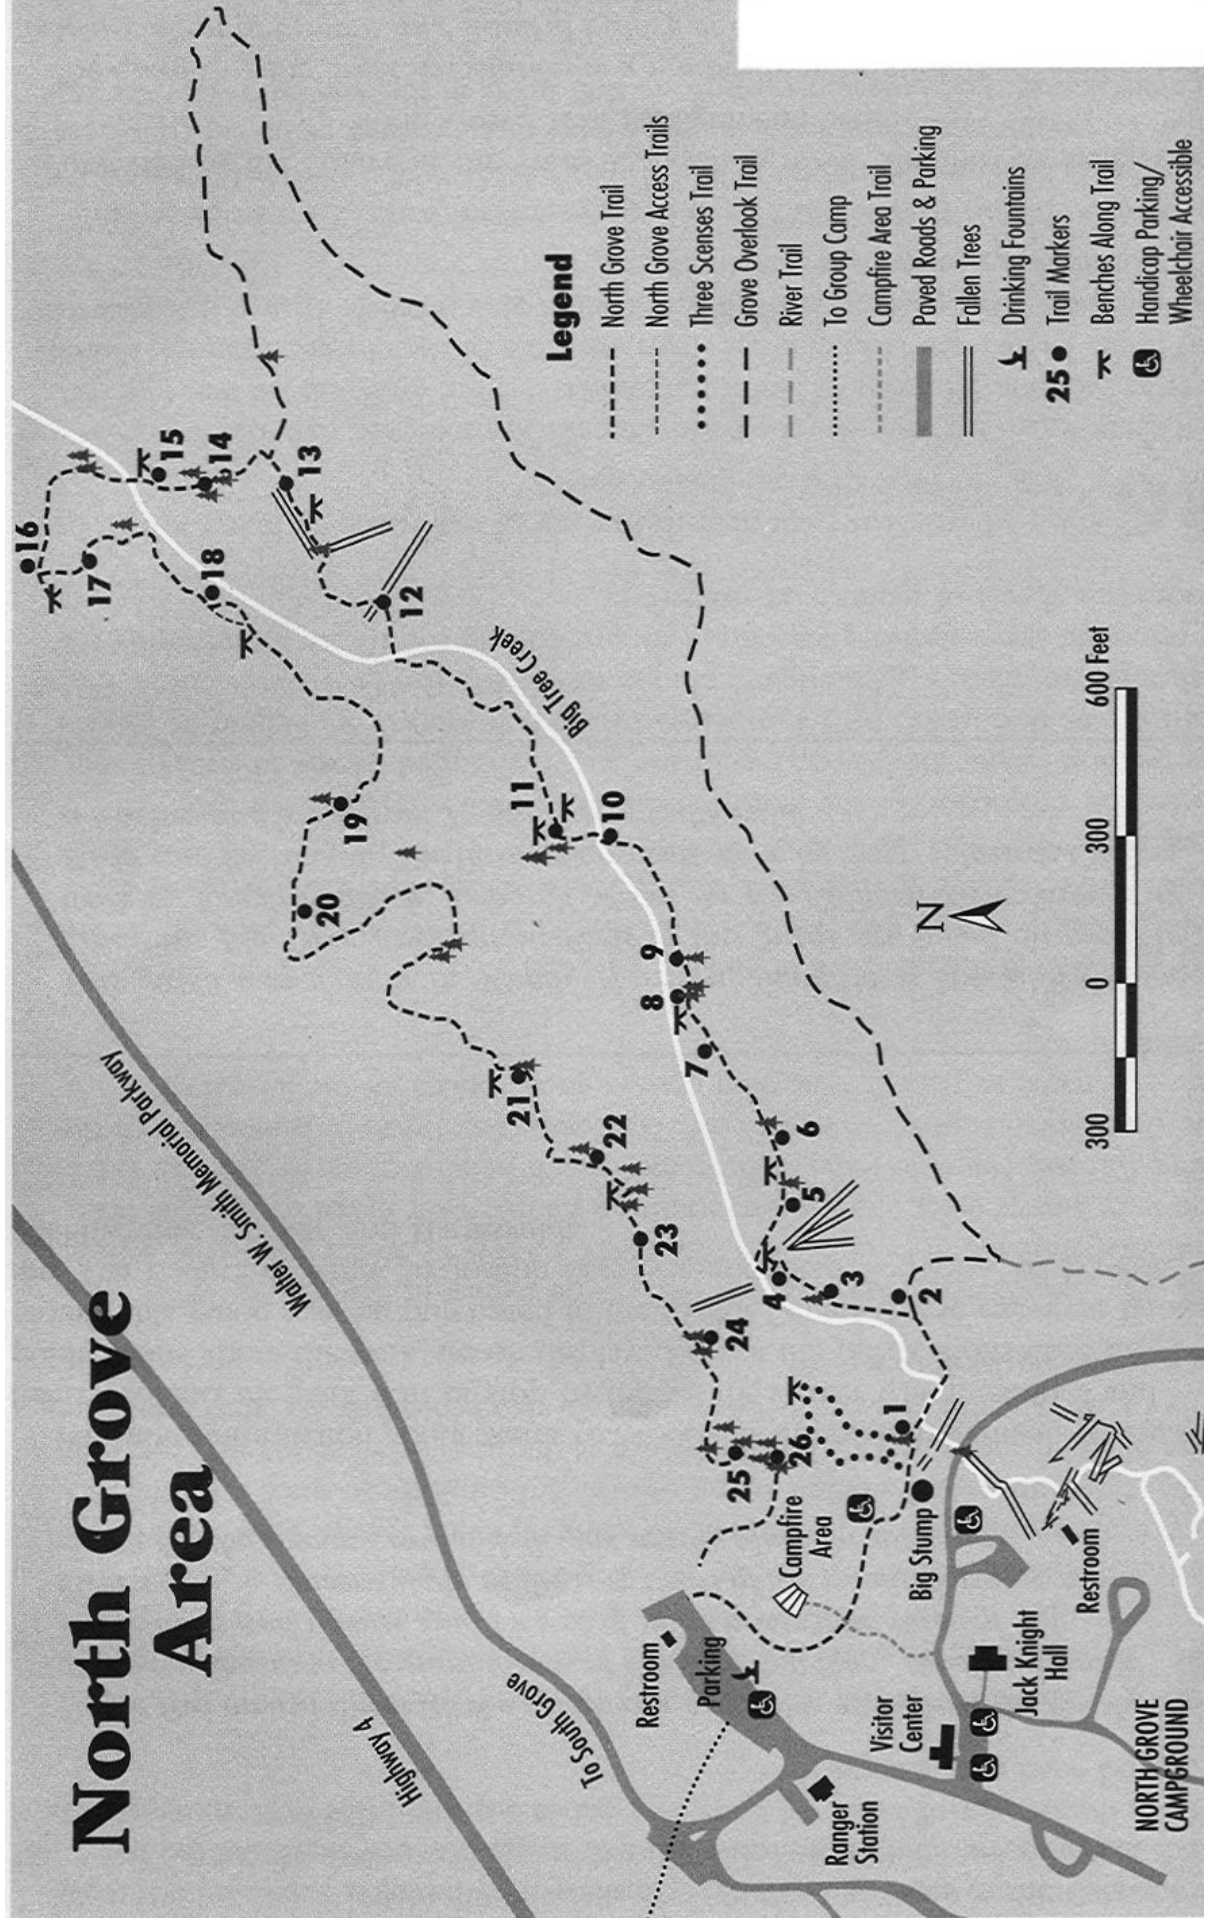 North Grove
Area
Highway 4
Walter W. Smith Memorial Parkway
To South Grove
Big Tree Creek
16
17
15
14
18
13
12
19
20
11
10
9
8
7
21
22
6
5
23
4
3
2
24
25
26
1
Campfire
Area
Big Stump
Restroom
Parking
Restroom
Jack Knight
Hall
Visitor
Center
Ranger
Station
NORTH GROVE
CAMPGROUND
N
300
0
300
600 Feet
Legend
North Grove Trail
North Grove Access Trails
Three Scenses Trail
Grove Overlook Trail
River Trail
To Group Camp
Campfire Area Trail
Paved Roads & Parking
Fallen Trees
Drinking Fountains
25 Trail Markers
Benches Along Trail
Handicap Parking/
Wheelchair Accessible